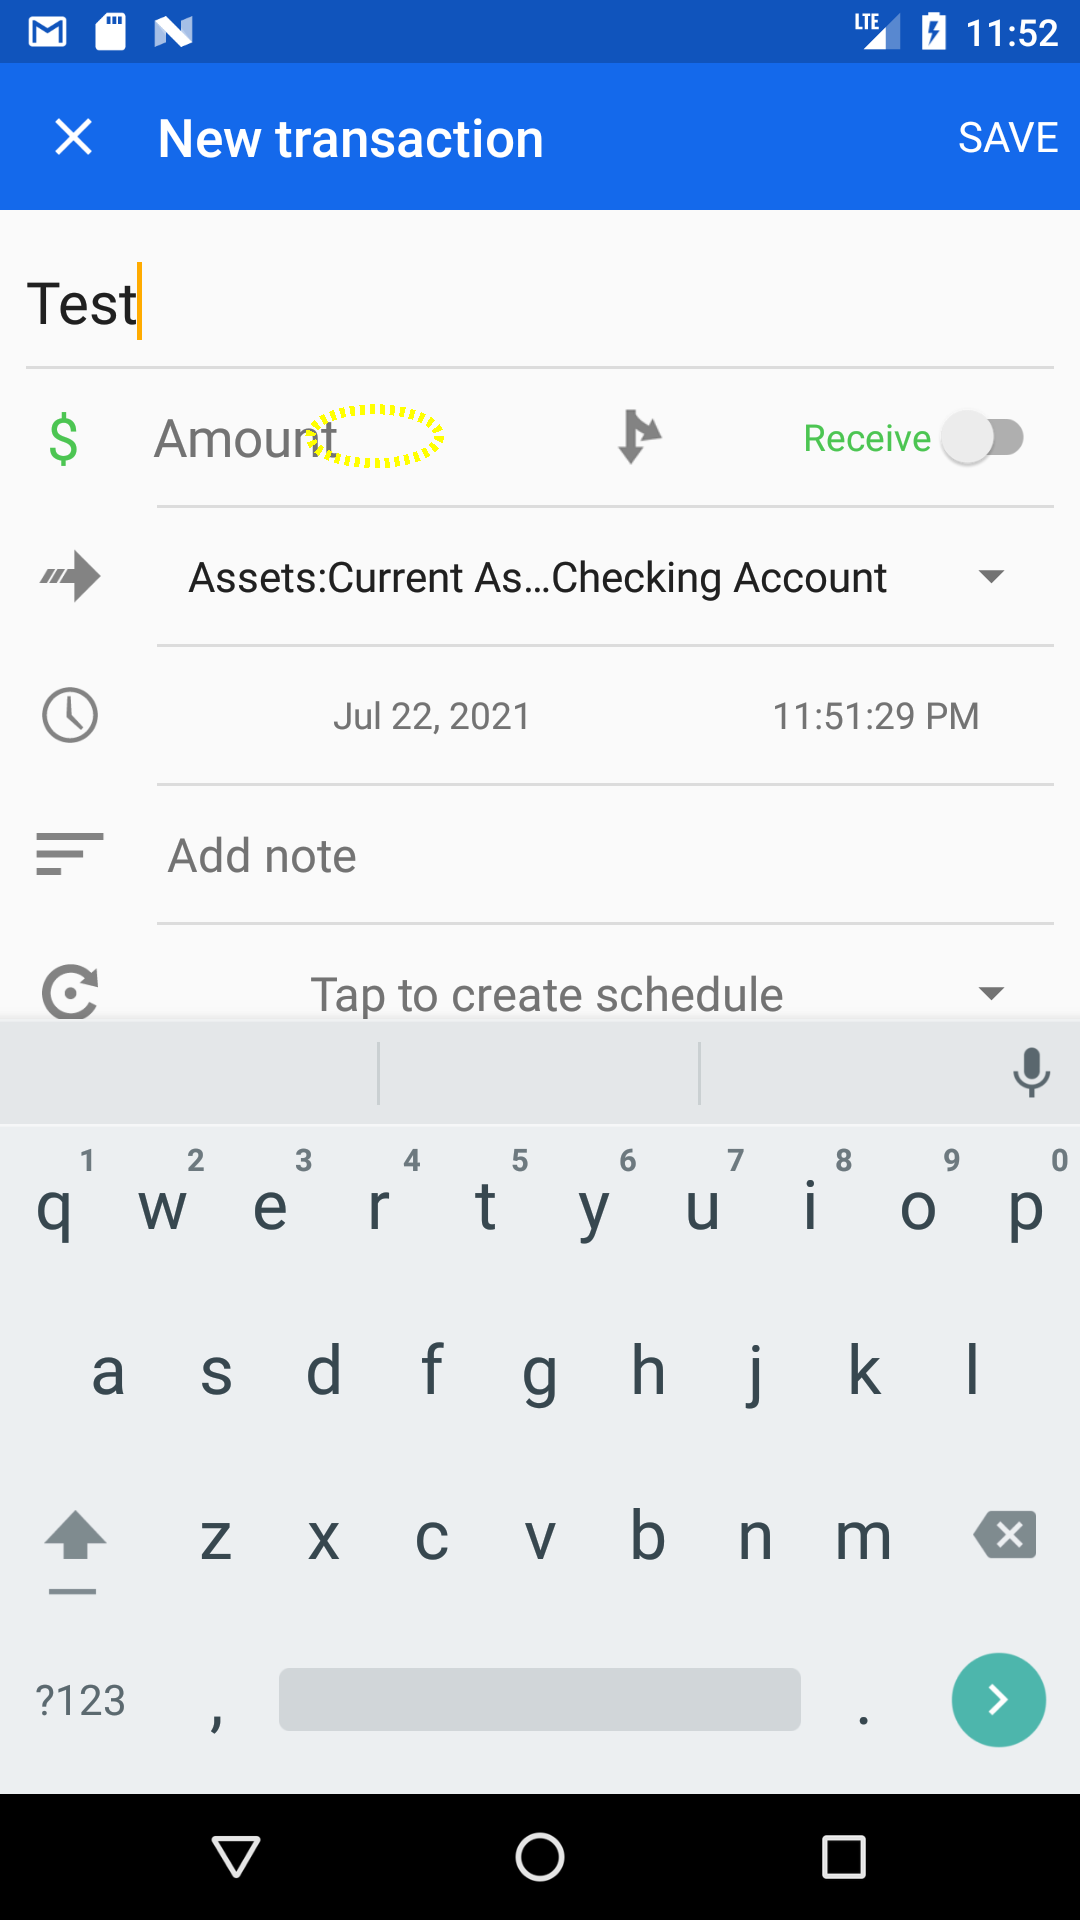 LTE 11:52
New transaction SAVE
Test
$ Amount Receive
Assets:Current As...Checking Account
Jul 22, 2021 11:51:29 PM
Add note
Tap to create schedule
1 2 3 4 5 6 7 8 9 0
q w e r t y u i o p
a s d f g h j k l
z x c v b n m
?123 , .